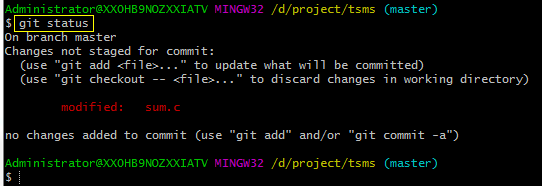 Administrator@XXOHB9NOZXXIATV MINGW32 /d/project/tsms (master)
$ git status
On branch master
Changes not staged for commit:
  (use "git add <file>..." to update what will be committed)
  (use "git checkout -- <file>..." to discard changes in working directory)
        modified:   sum.c
no changes added to commit (use "git add" and/or "git commit -a")
Administrator@XXOHB9NOZXXIATV MINGW32 /d/project/tsms (master)
$